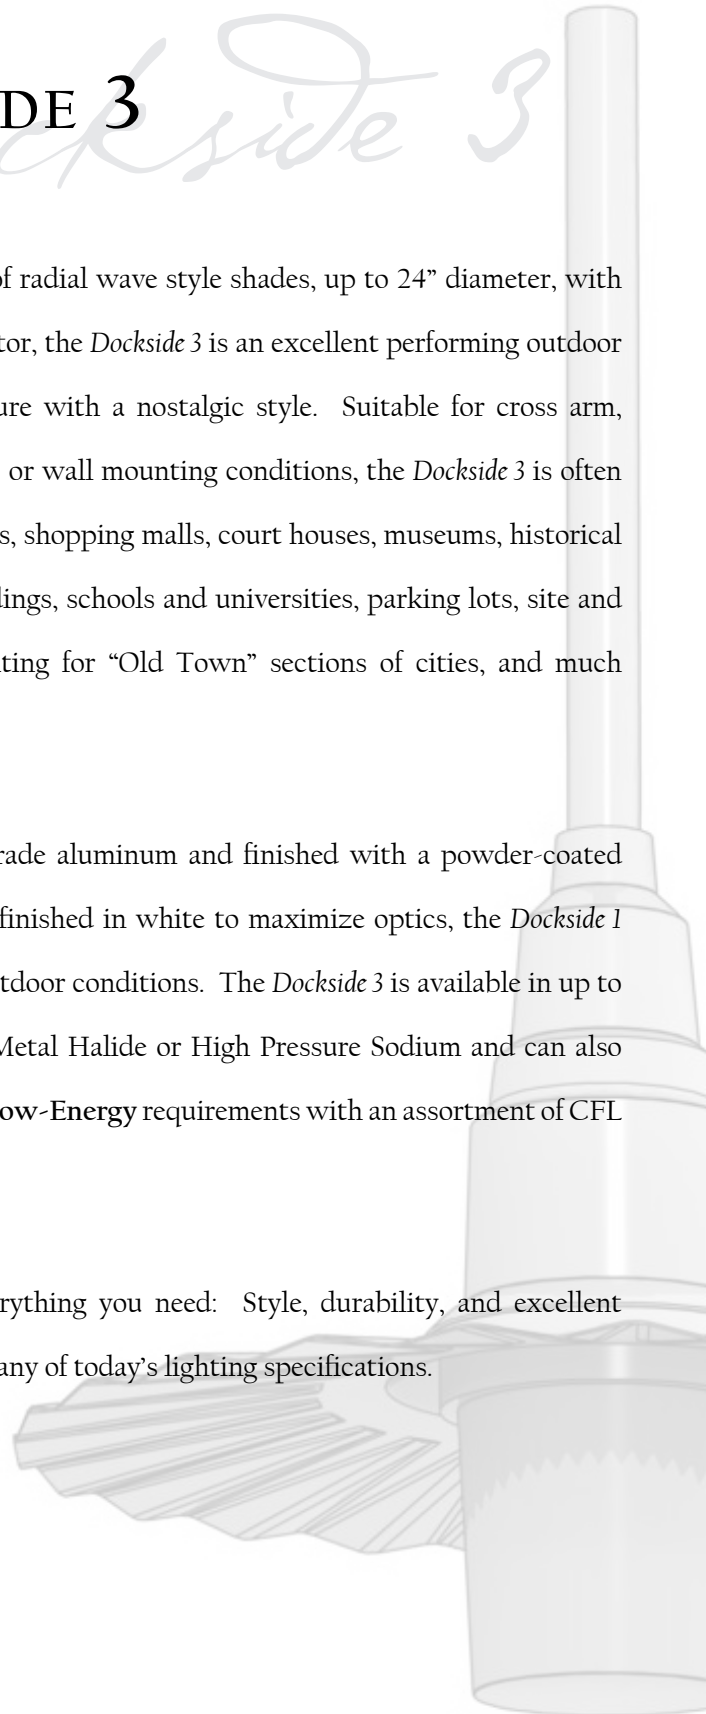 DE 3
ckside 3
of radial wave style shades, up to 24” diameter, with
tor, the Dockside 3 is an excellent performing outdoor
ure with a nostalgic style. Suitable for cross arm,
or wall mounting conditions, the Dockside 3 is often
s, shopping malls, court houses, museums, historical
dings, schools and universities, parking lots, site and
ting for “Old Town” sections of cities, and much
rade aluminum and finished with a powder-coated
finished in white to maximize optics, the Dockside 1
tdoor conditions. The Dockside 3 is available in up to
Metal Halide or High Pressure Sodium and can also
ow-Energy requirements with an assortment of CFL
rything you need: Style, durability, and excellent
any of today’s lighting specifications.